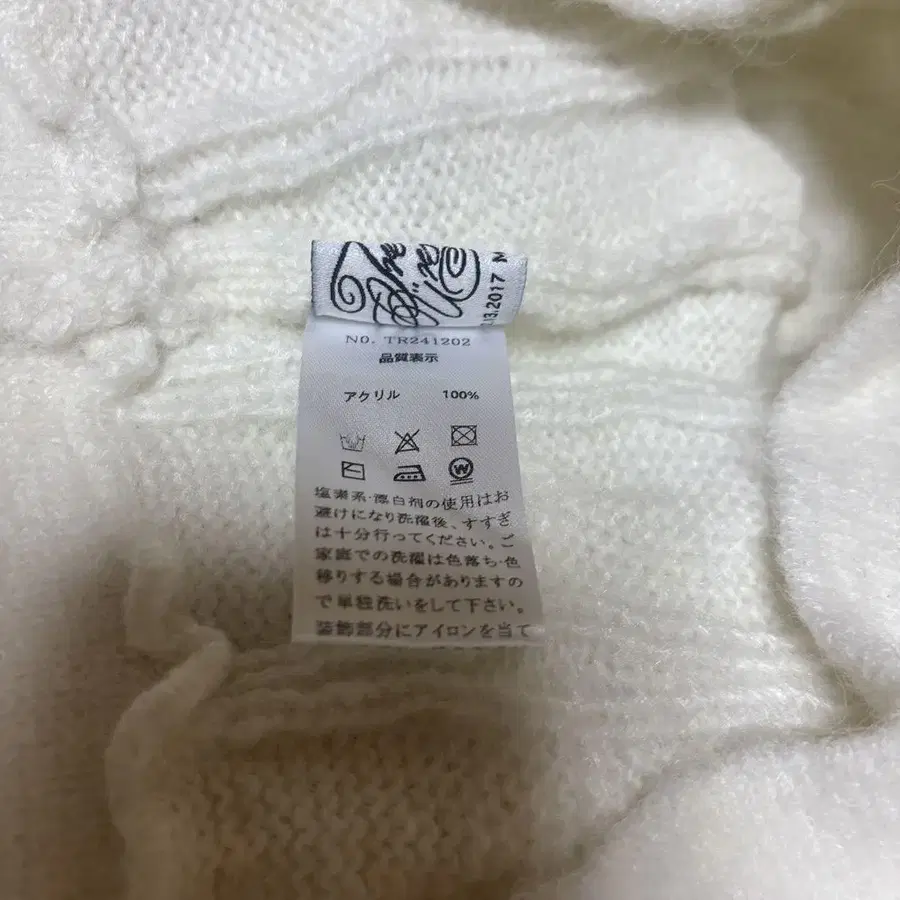 The
.2017 M
NO. TR241202
品質表示
アクリル 100%
W
塩素系·漂白剤の使用はお
避けになり洗濯後、すすぎ
は十分行ってください。ご
家庭での洗濯は色落ち·色
移りする場合がありますの
で単独洗いをして下さい。
装飾部分にアイロンを当て